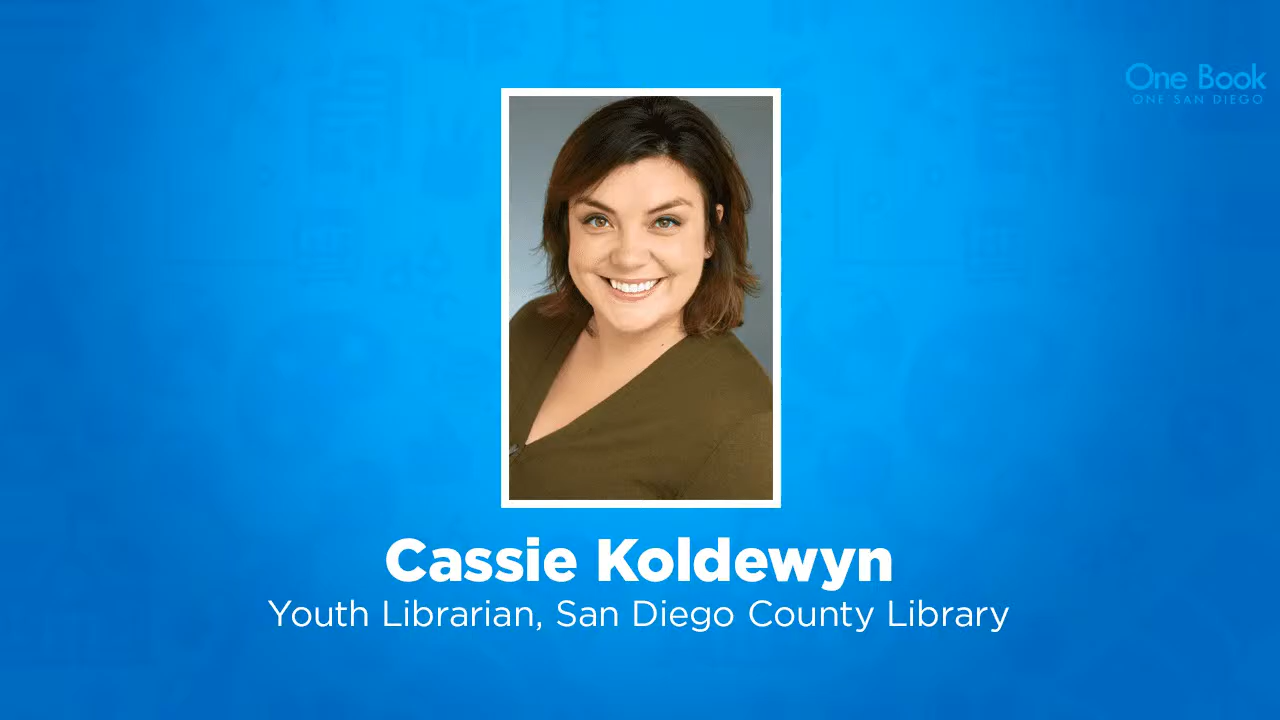 One Book
ONE SAN DIEGO
Cassie Koldewyn
Youth Librarian, San Diego County Library